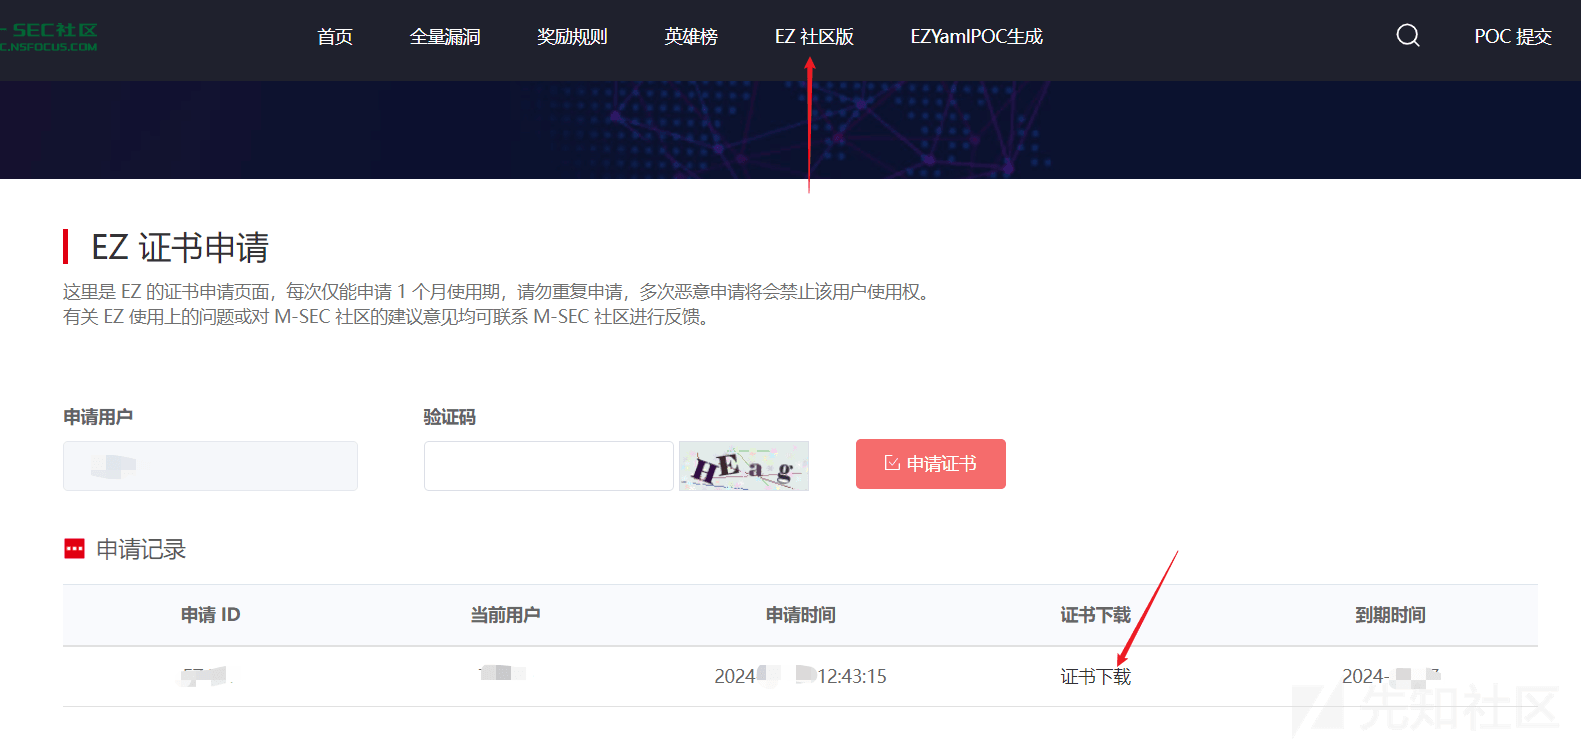 - SEC社区
C.NSFOCUS.COM
首页 全量漏洞 奖励规则 英雄榜 EZ 社区版 EZYamlPOC生成 POC 提交
EZ 证书申请
这里是 EZ 的证书申请页面，每次仅能申请 1 个月使用期，请勿重复申请，多次恶意申请将会禁止该用户使用权。
有关 EZ 使用上的问题或对 M-SEC 社区的建议意见均可联系 M-SEC 社区进行反馈。
申请用户 验证码
HEag 申请证书
申请记录
申请 ID 当前用户 申请时间 证书下载 到期时间
2024 12:43:15 证书下载 2024-
先知社区